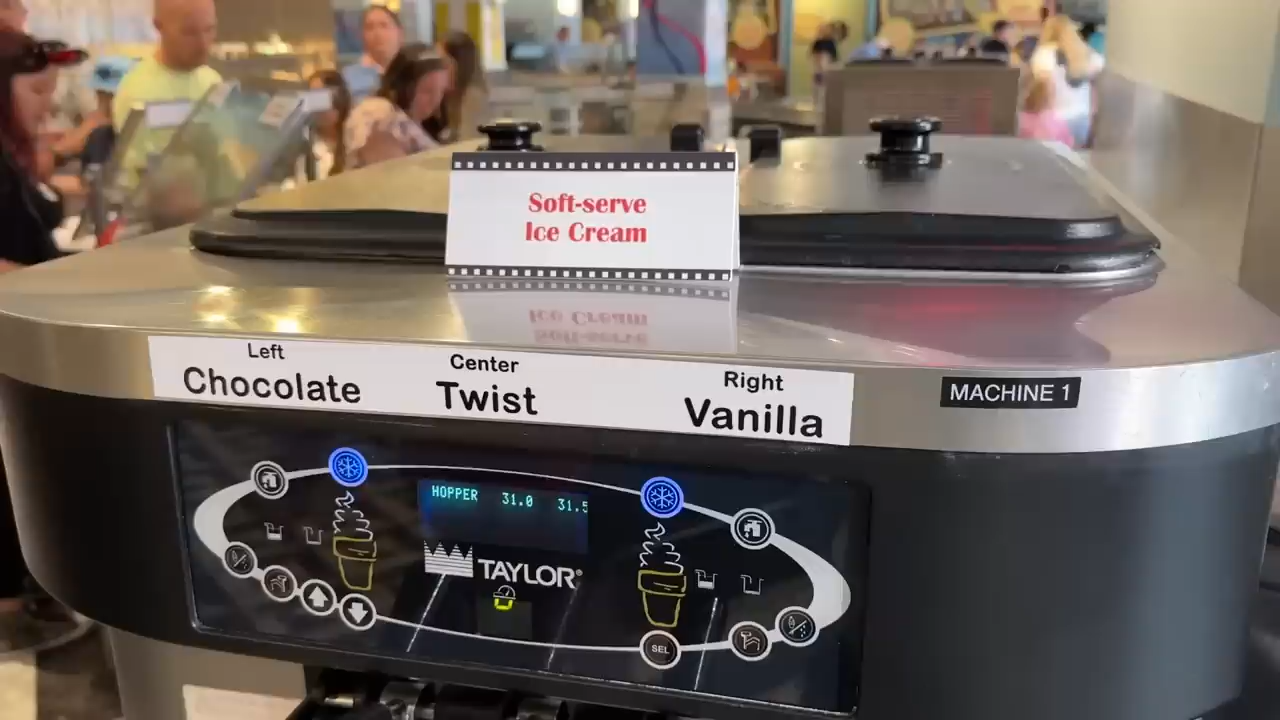 Soft-serve
Ice Cream
Left
Chocolate
Center
Twist
Right
Vanilla
MACHINE 1
HOPPER 31.0 31.5
TAYLOR®
SEL